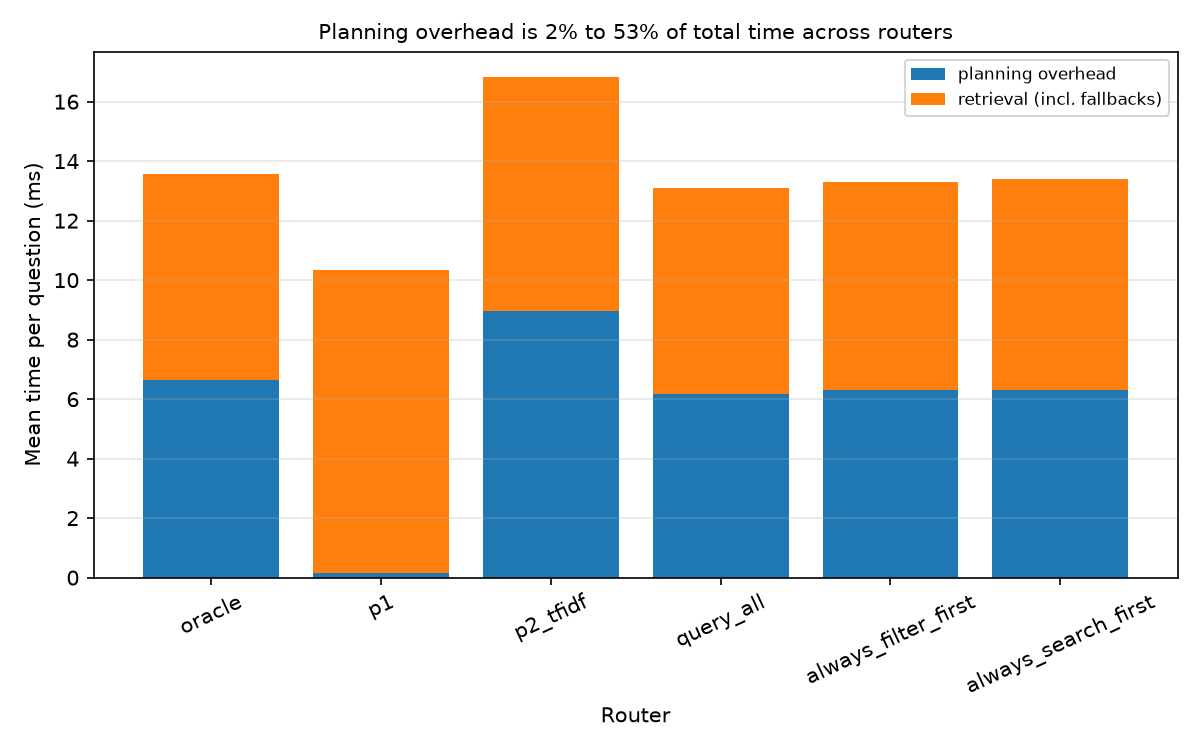 Planning overhead is 2% to 53% of total time across routers
planning overhead
retrieval (incl. fallbacks)
Mean time per question (ms)
16
14
12
10
8
6
4
2
0
oracle
p1
p2_tfidf
query_all
always_filter_first
always_search_first
Router